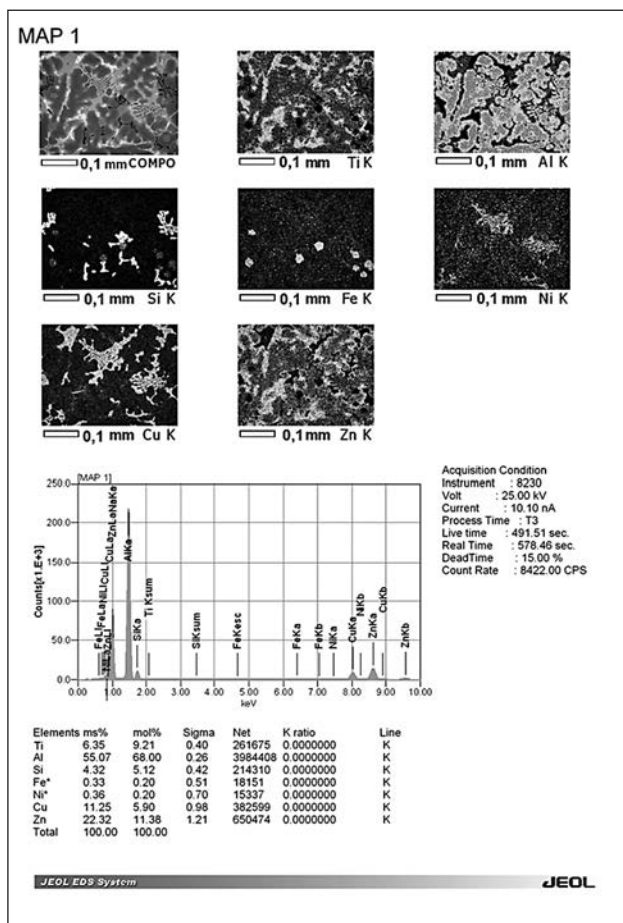 MAP 1
0,1 mm COMPO
0,1 mm Ti K
0,1 mm Al K
0,1 mm Si K
0,1 mm Fe K
0,1 mm Ni K
0,1 mm Cu K
0,1 mm Zn K
[MAP 1]
Counts[x1.E+3]
250.0
200.0
150.0
100.0
50.0
0.0
FeLl FeLa NiLl CuLl
NiLa ZnLl
CuLa ZnLa NaKa
AlKa
SiKa
Ti Ksum
SiKsum
FeKesc
FeKa
FeKb
NiKa
CuKa
NiKb
ZnKa
CuKb
ZnKb
0.00 1.00 2.00 3.00 4.00 5.00 6.00 7.00 8.00 9.00 10.00
keV
Acquisition Condition
Instrument : 8230
Volt : 25.00 kV
Current : 10.10 nA
Process Time : T3
Live time : 491.51 sec.
Real Time : 578.46 sec.
DeadTime : 15.00 %
Count Rate : 8422.00 CPS
Elements ms% mol% Sigma Net K ratio Line
Ti 6.35 9.21 0.40 261675 0.0000000 K
Al 55.07 68.00 0.26 3984408 0.0000000 K
Si 4.32 5.12 0.42 214310 0.0000000 K
Fe* 0.33 0.20 0.51 18151 0.0000000 K
Ni* 0.36 0.20 0.70 15337 0.0000000 K
Cu 11.25 5.90 0.98 382599 0.0000000 K
Zn 22.32 11.38 1.21 650474 0.0000000 K
Total 100.00 100.00
JEOL EDS System
JEOL